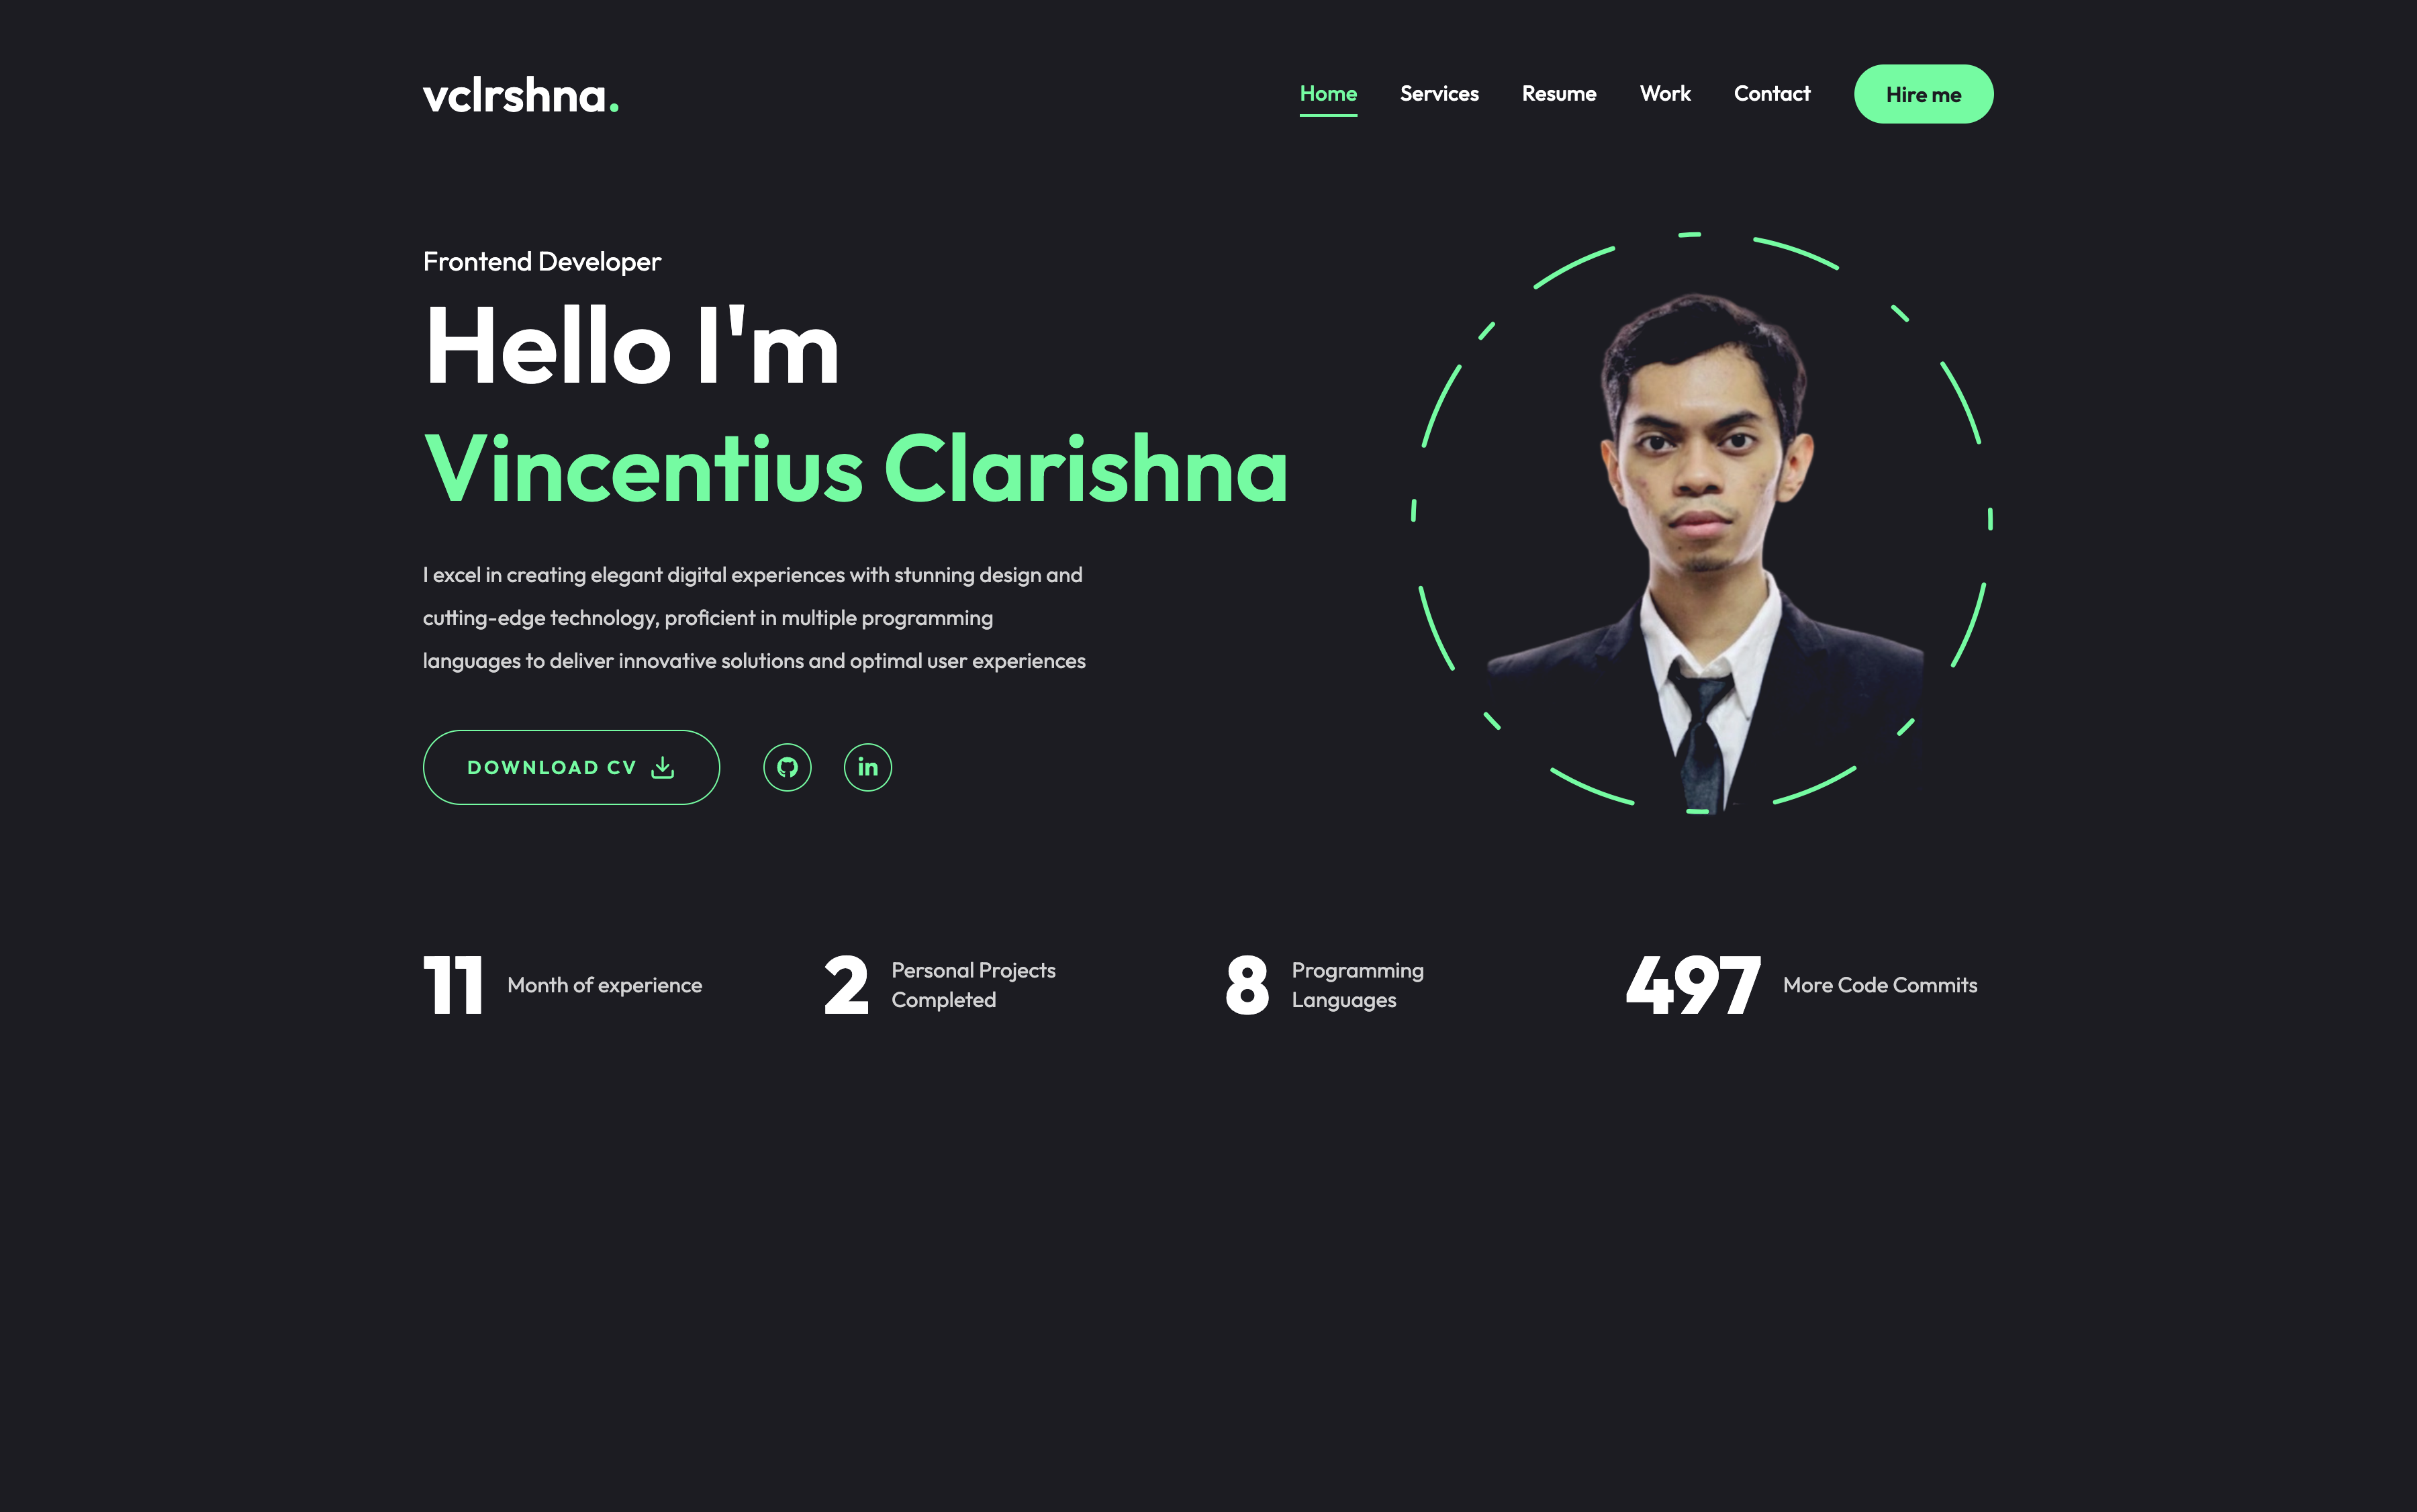 vclrshna.
Home Services Resume Work Contact Hire me
Frontend Developer
Hello I'm
Vincentius Clarishna
I excel in creating elegant digital experiences with stunning design and
cutting-edge technology, proficient in multiple programming
languages to deliver innovative solutions and optimal user experiences
DOWNLOAD CV
in
11 Month of experience
2 Personal Projects
Completed
8 Programming
Languages
497 More Code Commits